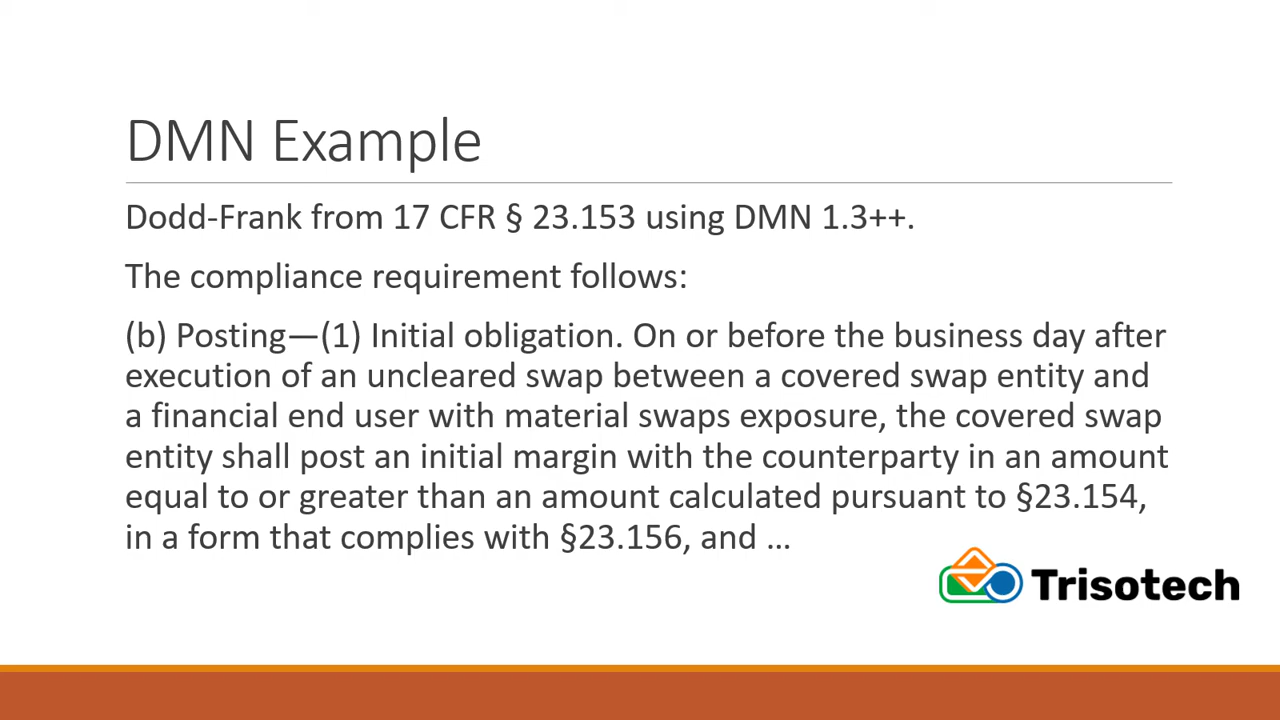 DMN Example
Dodd-Frank from 17 CFR § 23.153 using DMN 1.3++.
The compliance requirement follows:
(b) Posting—(1) Initial obligation. On or before the business day after
execution of an uncleared swap between a covered swap entity and
a financial end user with material swaps exposure, the covered swap
entity shall post an initial margin with the counterparty in an amount
equal to or greater than an amount calculated pursuant to §23.154,
in a form that complies with §23.156, and …
Trisotech